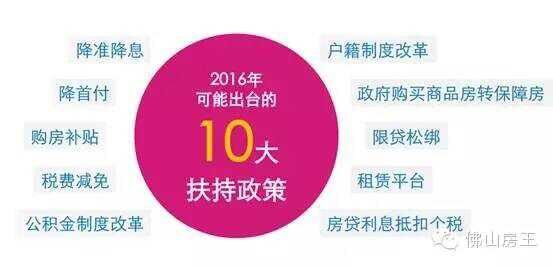 2016年
可能出台的
10大
扶持政策
降准降息
降首付
购房补贴
税费减免
公积金制度改革
户籍制度改革
政府购买商品房转保障房
限贷松绑
租赁平台
房贷利息抵扣个税
佛山房王